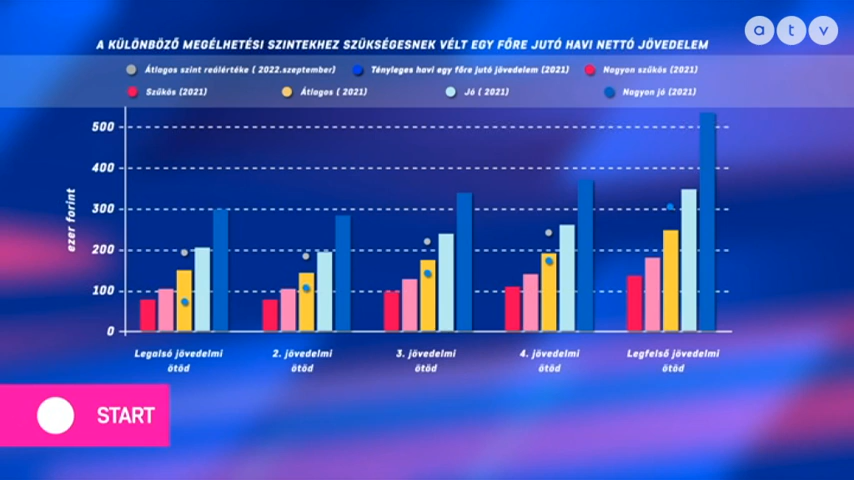 a t v
A KÜLÖNBÖZŐ MEGÉLHETÉSI SZINTEKHEZ SZÜKSÉGESNEK VÉLT EGY FŐRE JUTÓ HAVI NETTÓ JÖVEDELEM
Átlagos szint reálértéke ( 2022.szeptember) Tényleges havi egy főre jutó jövedelem (2021) Nagyon szűkös (2021)
Szűkös (2021) Átlagos ( 2021) Jó ( 2021) Nagyon jó (2021)
ezer forint
500
400
300
200
100
0
Legalsó jövedelmi ötöd
2. jövedelmi ötöd
3. jövedelmi ötöd
4. jövedelmi ötöd
Legfelső jövedelmi ötöd
START